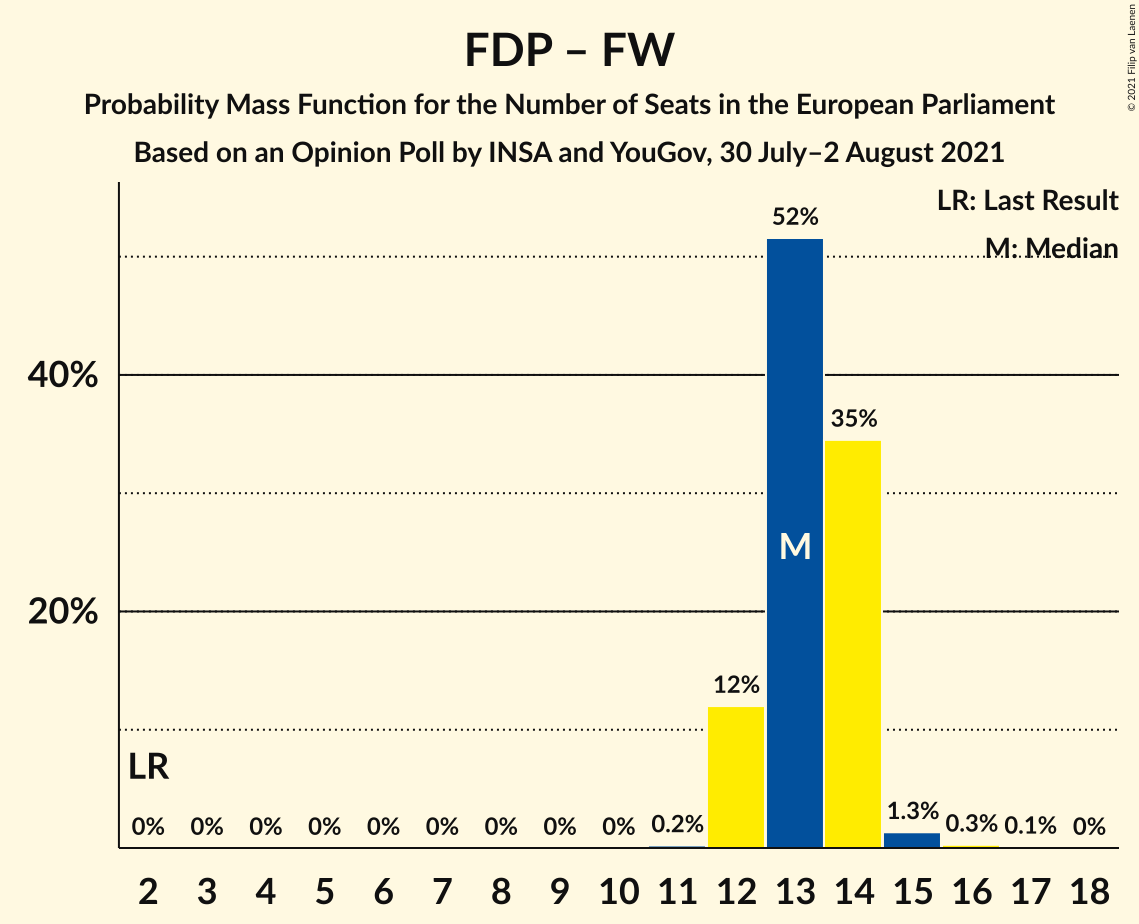 © 2021 Filip van Laenen
FDP – FW
Probability Mass Function for the Number of Seats in the European Parliament
Based on an Opinion Poll by INSA and YouGov, 30 July–2 August 2021
LR: Last Result
M: Median
52%
40%
35%
M
20%
12%
LR
0% 0% 0% 0% 0% 0% 0% 0% 0% 0.2% 1.3% 0.3% 0.1% 0%
2 3 4 5 6 7 8 9 10 11 12 13 14 15 16 17 18